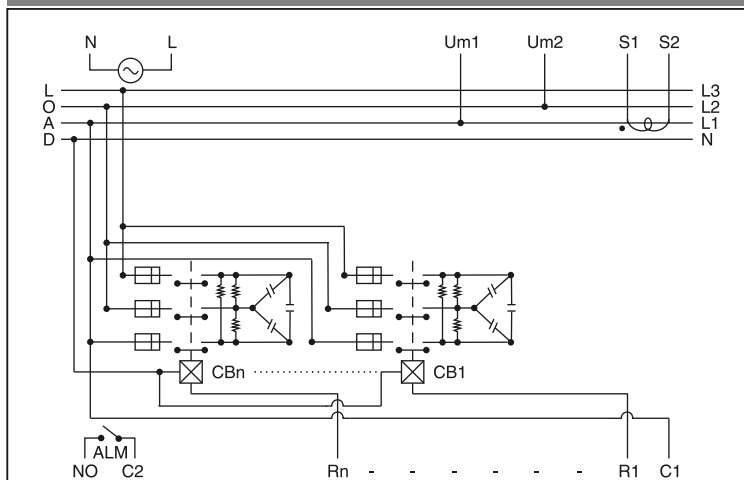 N L Um1 Um2 S1 S2
L L3
O L2
A L1
D N
CBn CB1
ALM
NO C2 Rn - - - - - - R1 C1